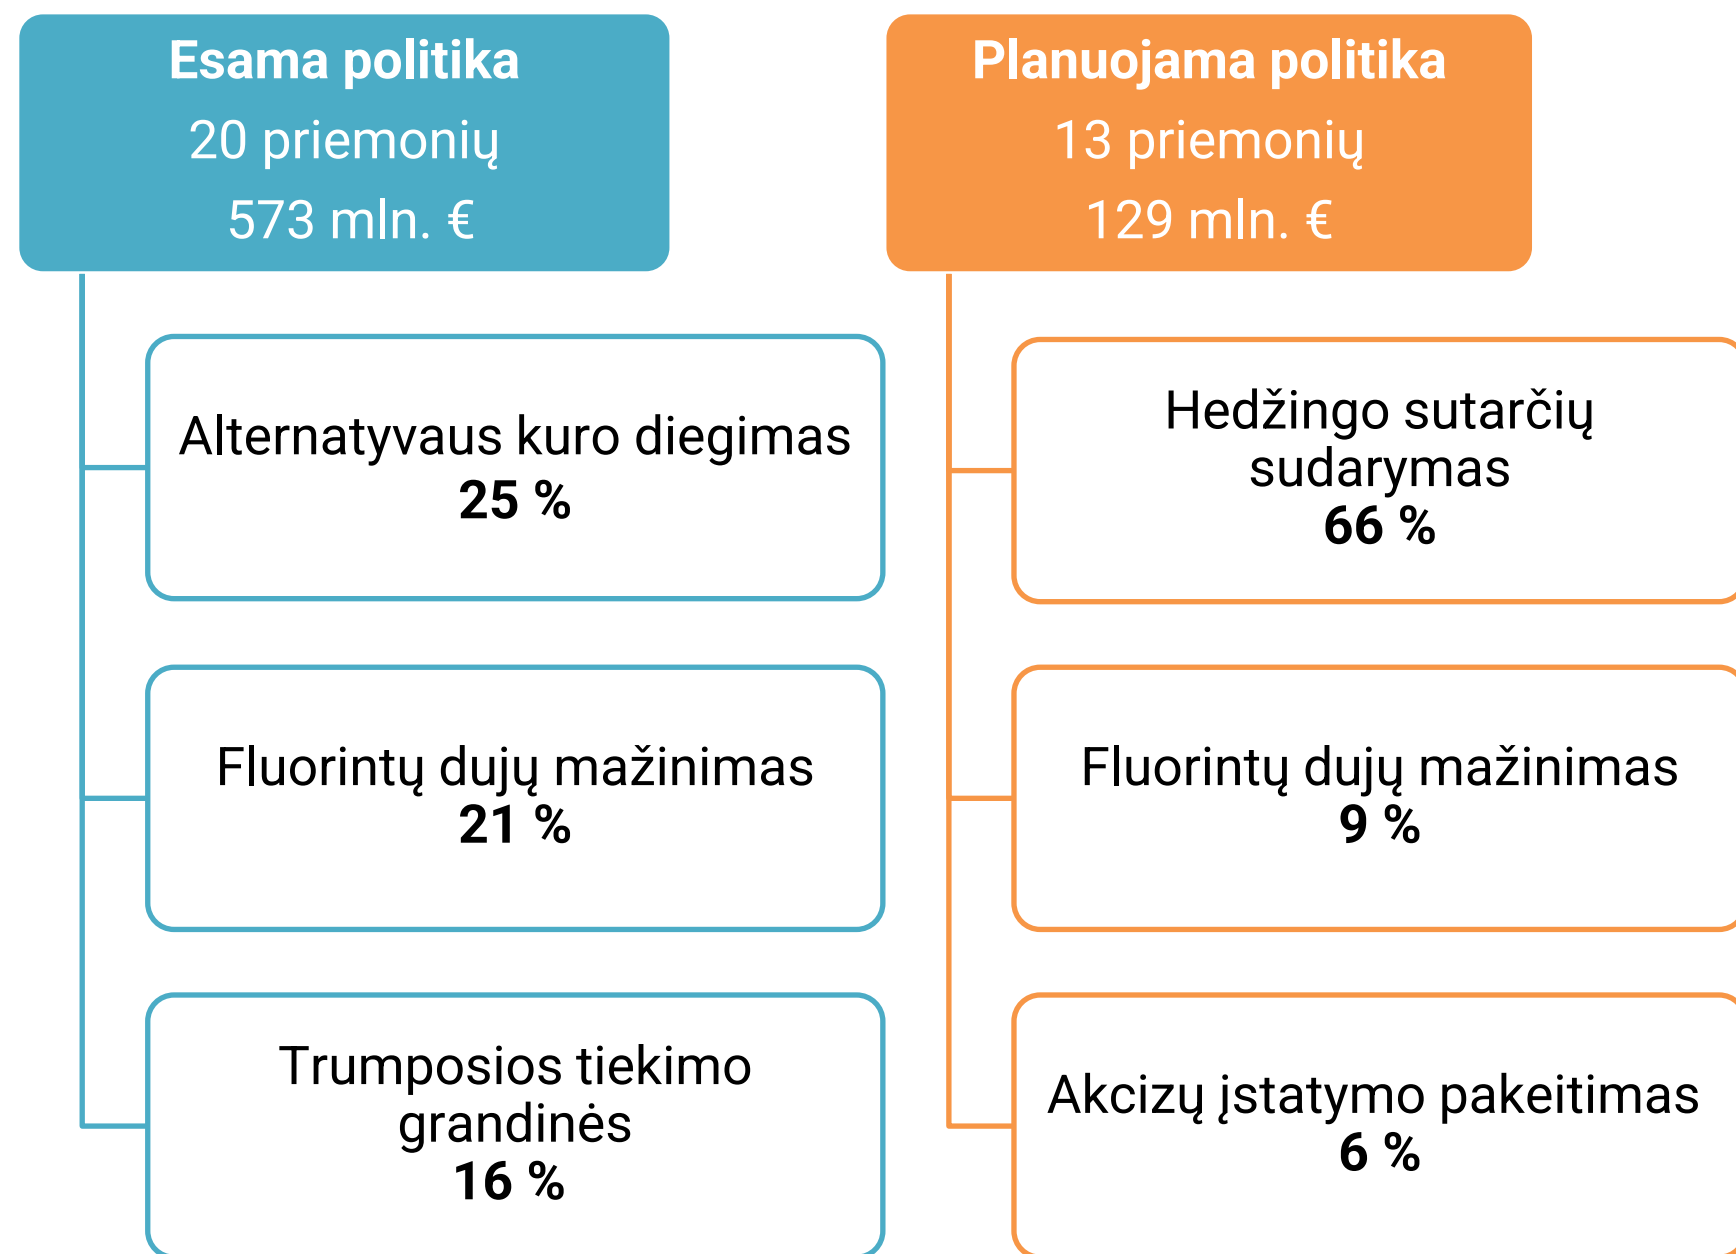 Esama politika
20 priemonių
573 mln. €
Alternatyvaus kuro diegimas
25 %
Fluorintų dujų mažinimas
21 %
Trumposios tiekimo
grandinės
16 %
Planuojama politika
13 priemonių
129 mln. €
Hedžingo sutarčių
sudarymas
66 %
Fluorintų dujų mažinimas
9 %
Akcizų įstatymo pakeitimas
6 %